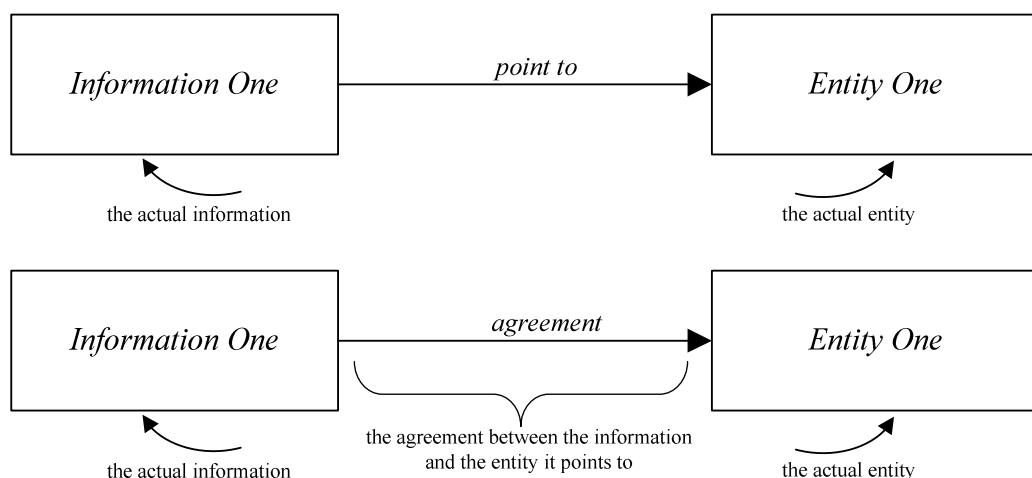 Information One
point to
Entity One
the actual information
the actual entity
Information One
agreement
Entity One
the agreement between the information
and the entity it points to
the actual information
the actual entity